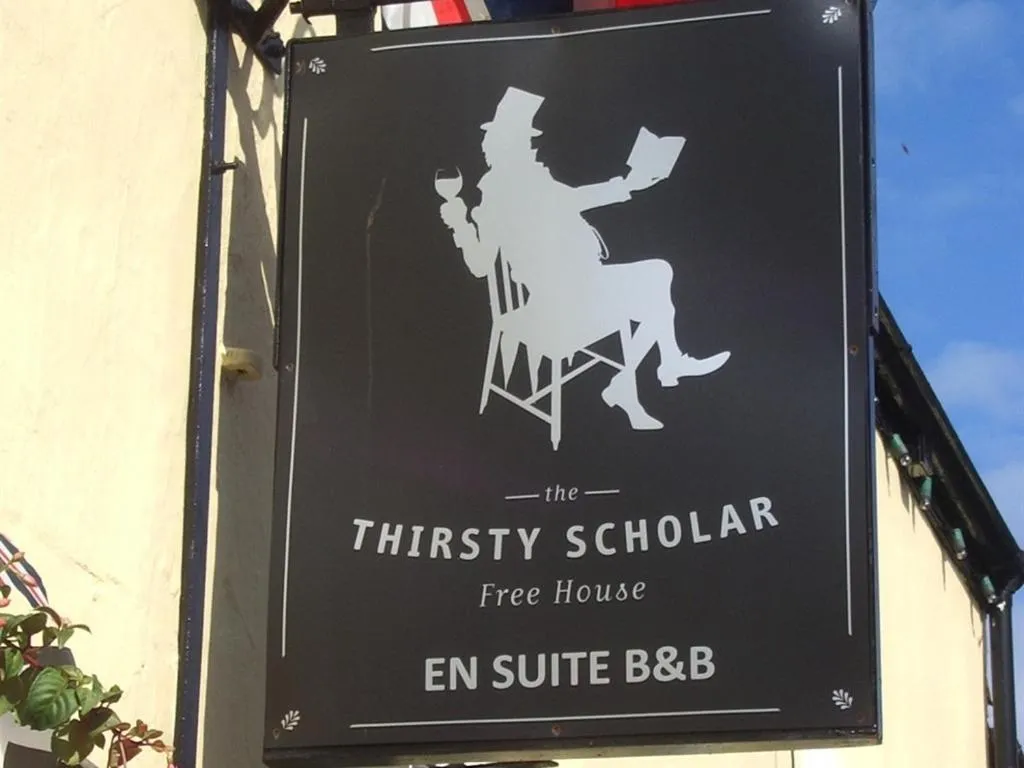 the
THIRSTY SCHOLAR
Free House
EN SUITE B&B